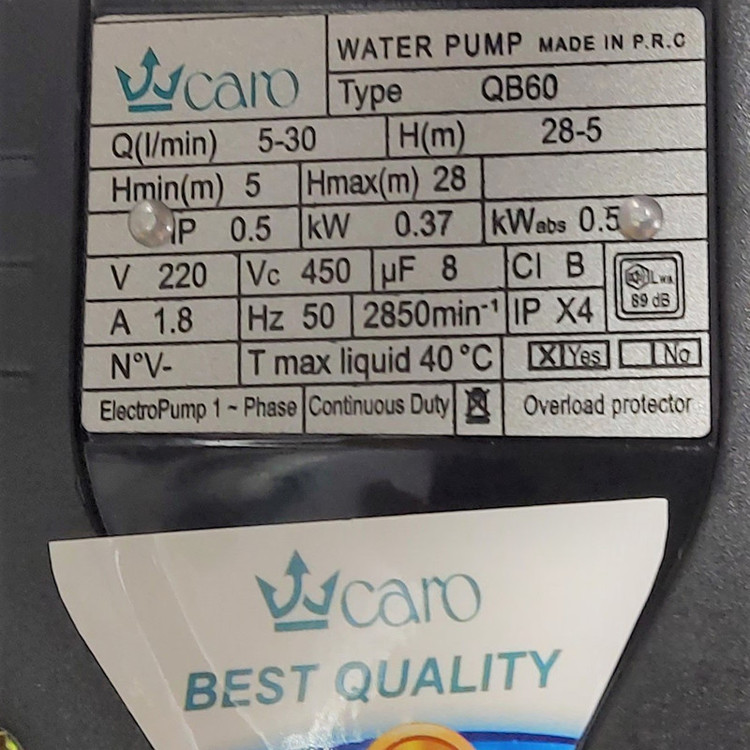 caro
WATER PUMP MADE IN P.R.C
Type QB60
Q(l/min) 5-30 H(m) 28-5
Hmin(m) 5 Hmax(m) 28
IP 0.5 kW 0.37 kWabs 0.5
V 220 Vc 450 µF 8 Cl B
LWA
89 dB
A 1.8 Hz 50 2850min⁻¹ IP X4
N°V- T max liquid 40 °C X Yes No
ElectroPump 1 ~ Phase Continuous Duty Overload protector
caro
BEST QUALITY